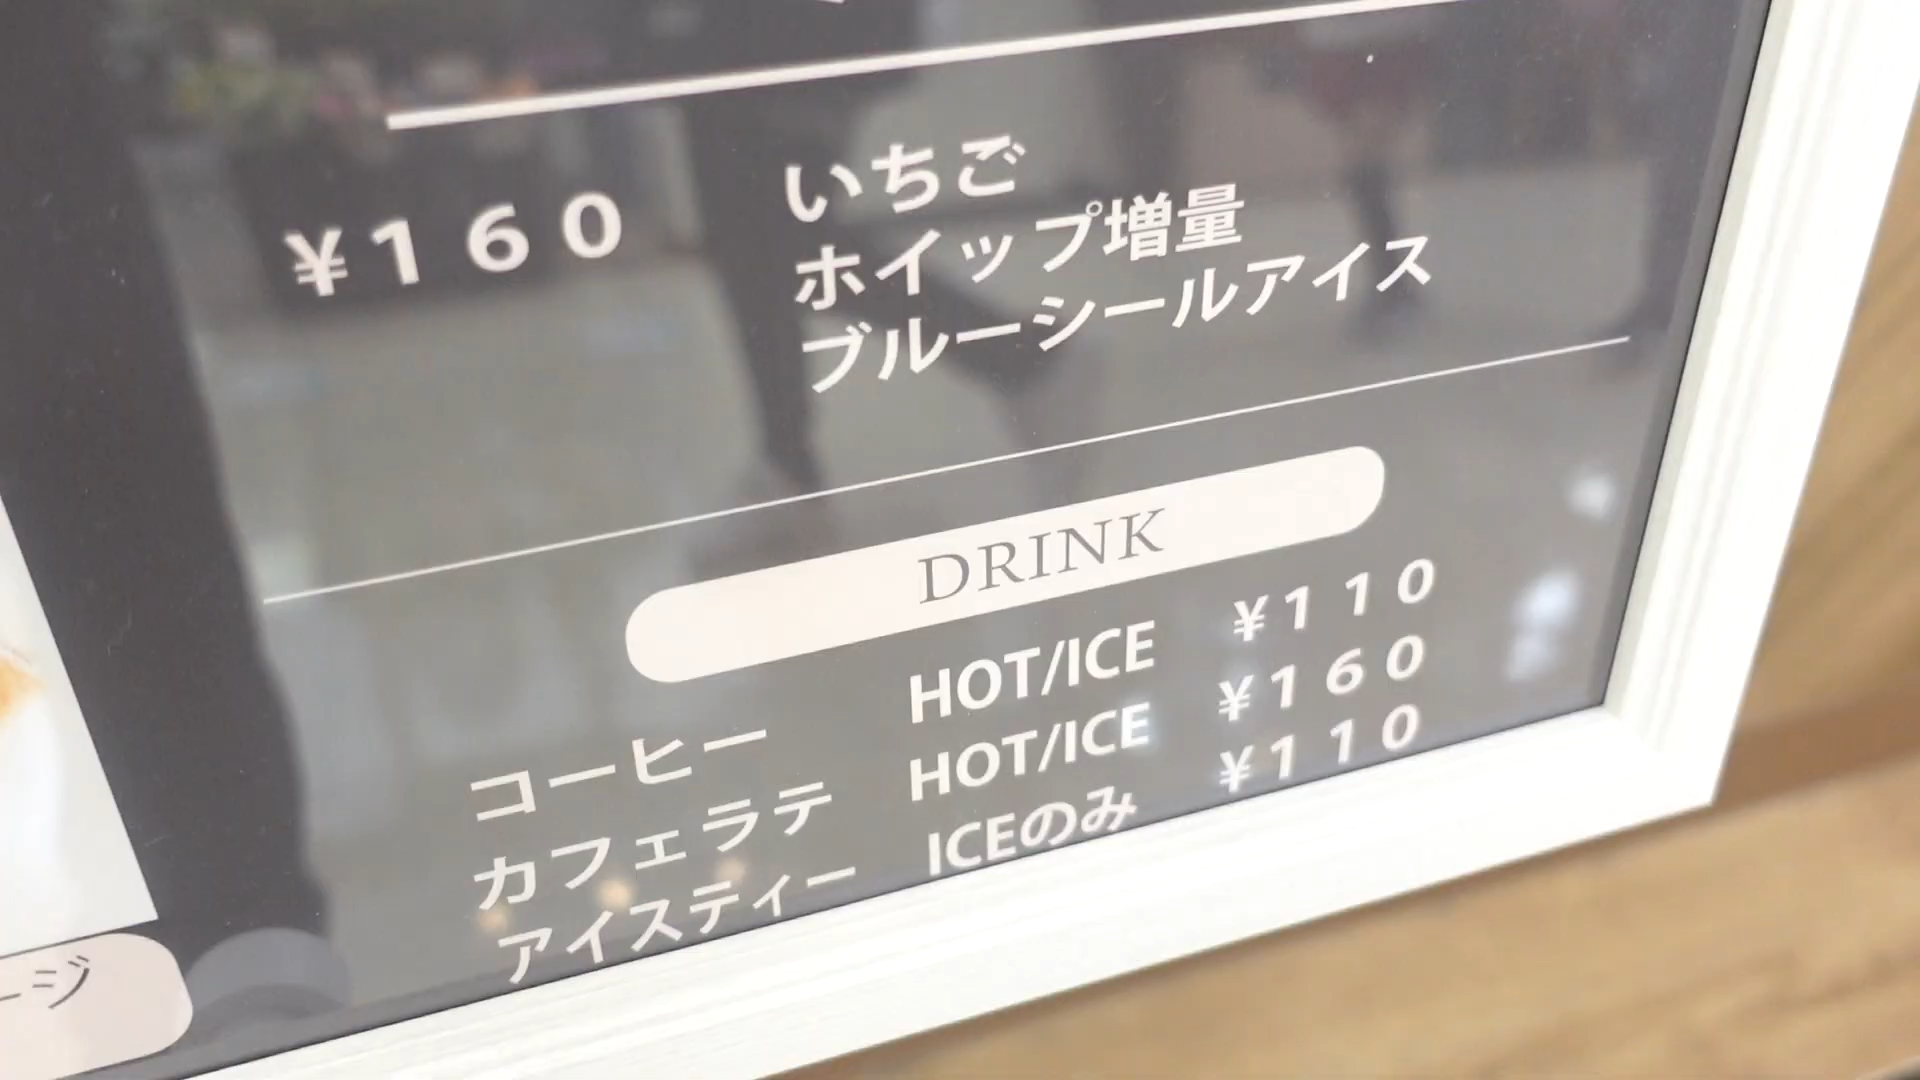 ¥160 いちご
ホイップ増量
ブルーシールアイス
DRINK
コーヒー HOT/ICE ¥110
カフェラテ HOT/ICE ¥160
アイスティー ICEのみ ¥110
ージ